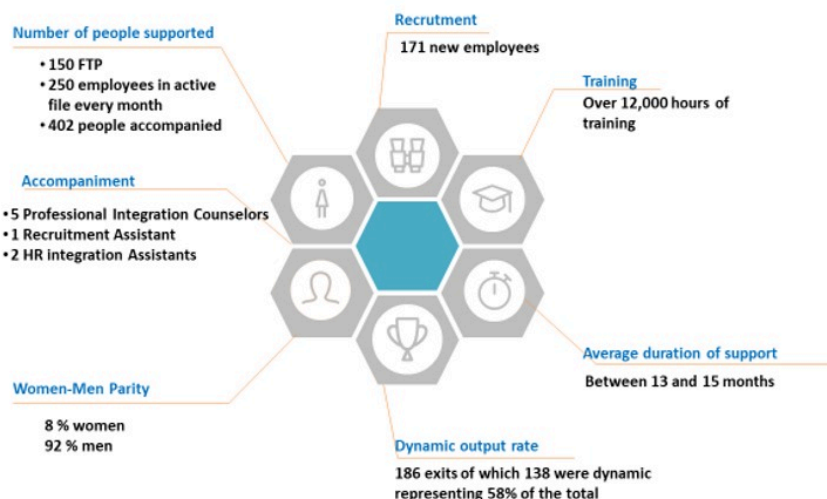 Number of people supported
• 150 FTP
• 250 employees in active
file every month
• 402 people accompanied
Recrutment
171 new employees
Training
Over 12,000 hours of
training
Accompaniment
• 5 Professional Integration Counselors
• 1 Recruitment Assistant
• 2 HR integration Assistants
Average duration of support
Between 13 and 15 months
Women-Men Parity
8 % women
92 % men
Dynamic output rate
186 exits of which 138 were dynamic
representing 58% of the total